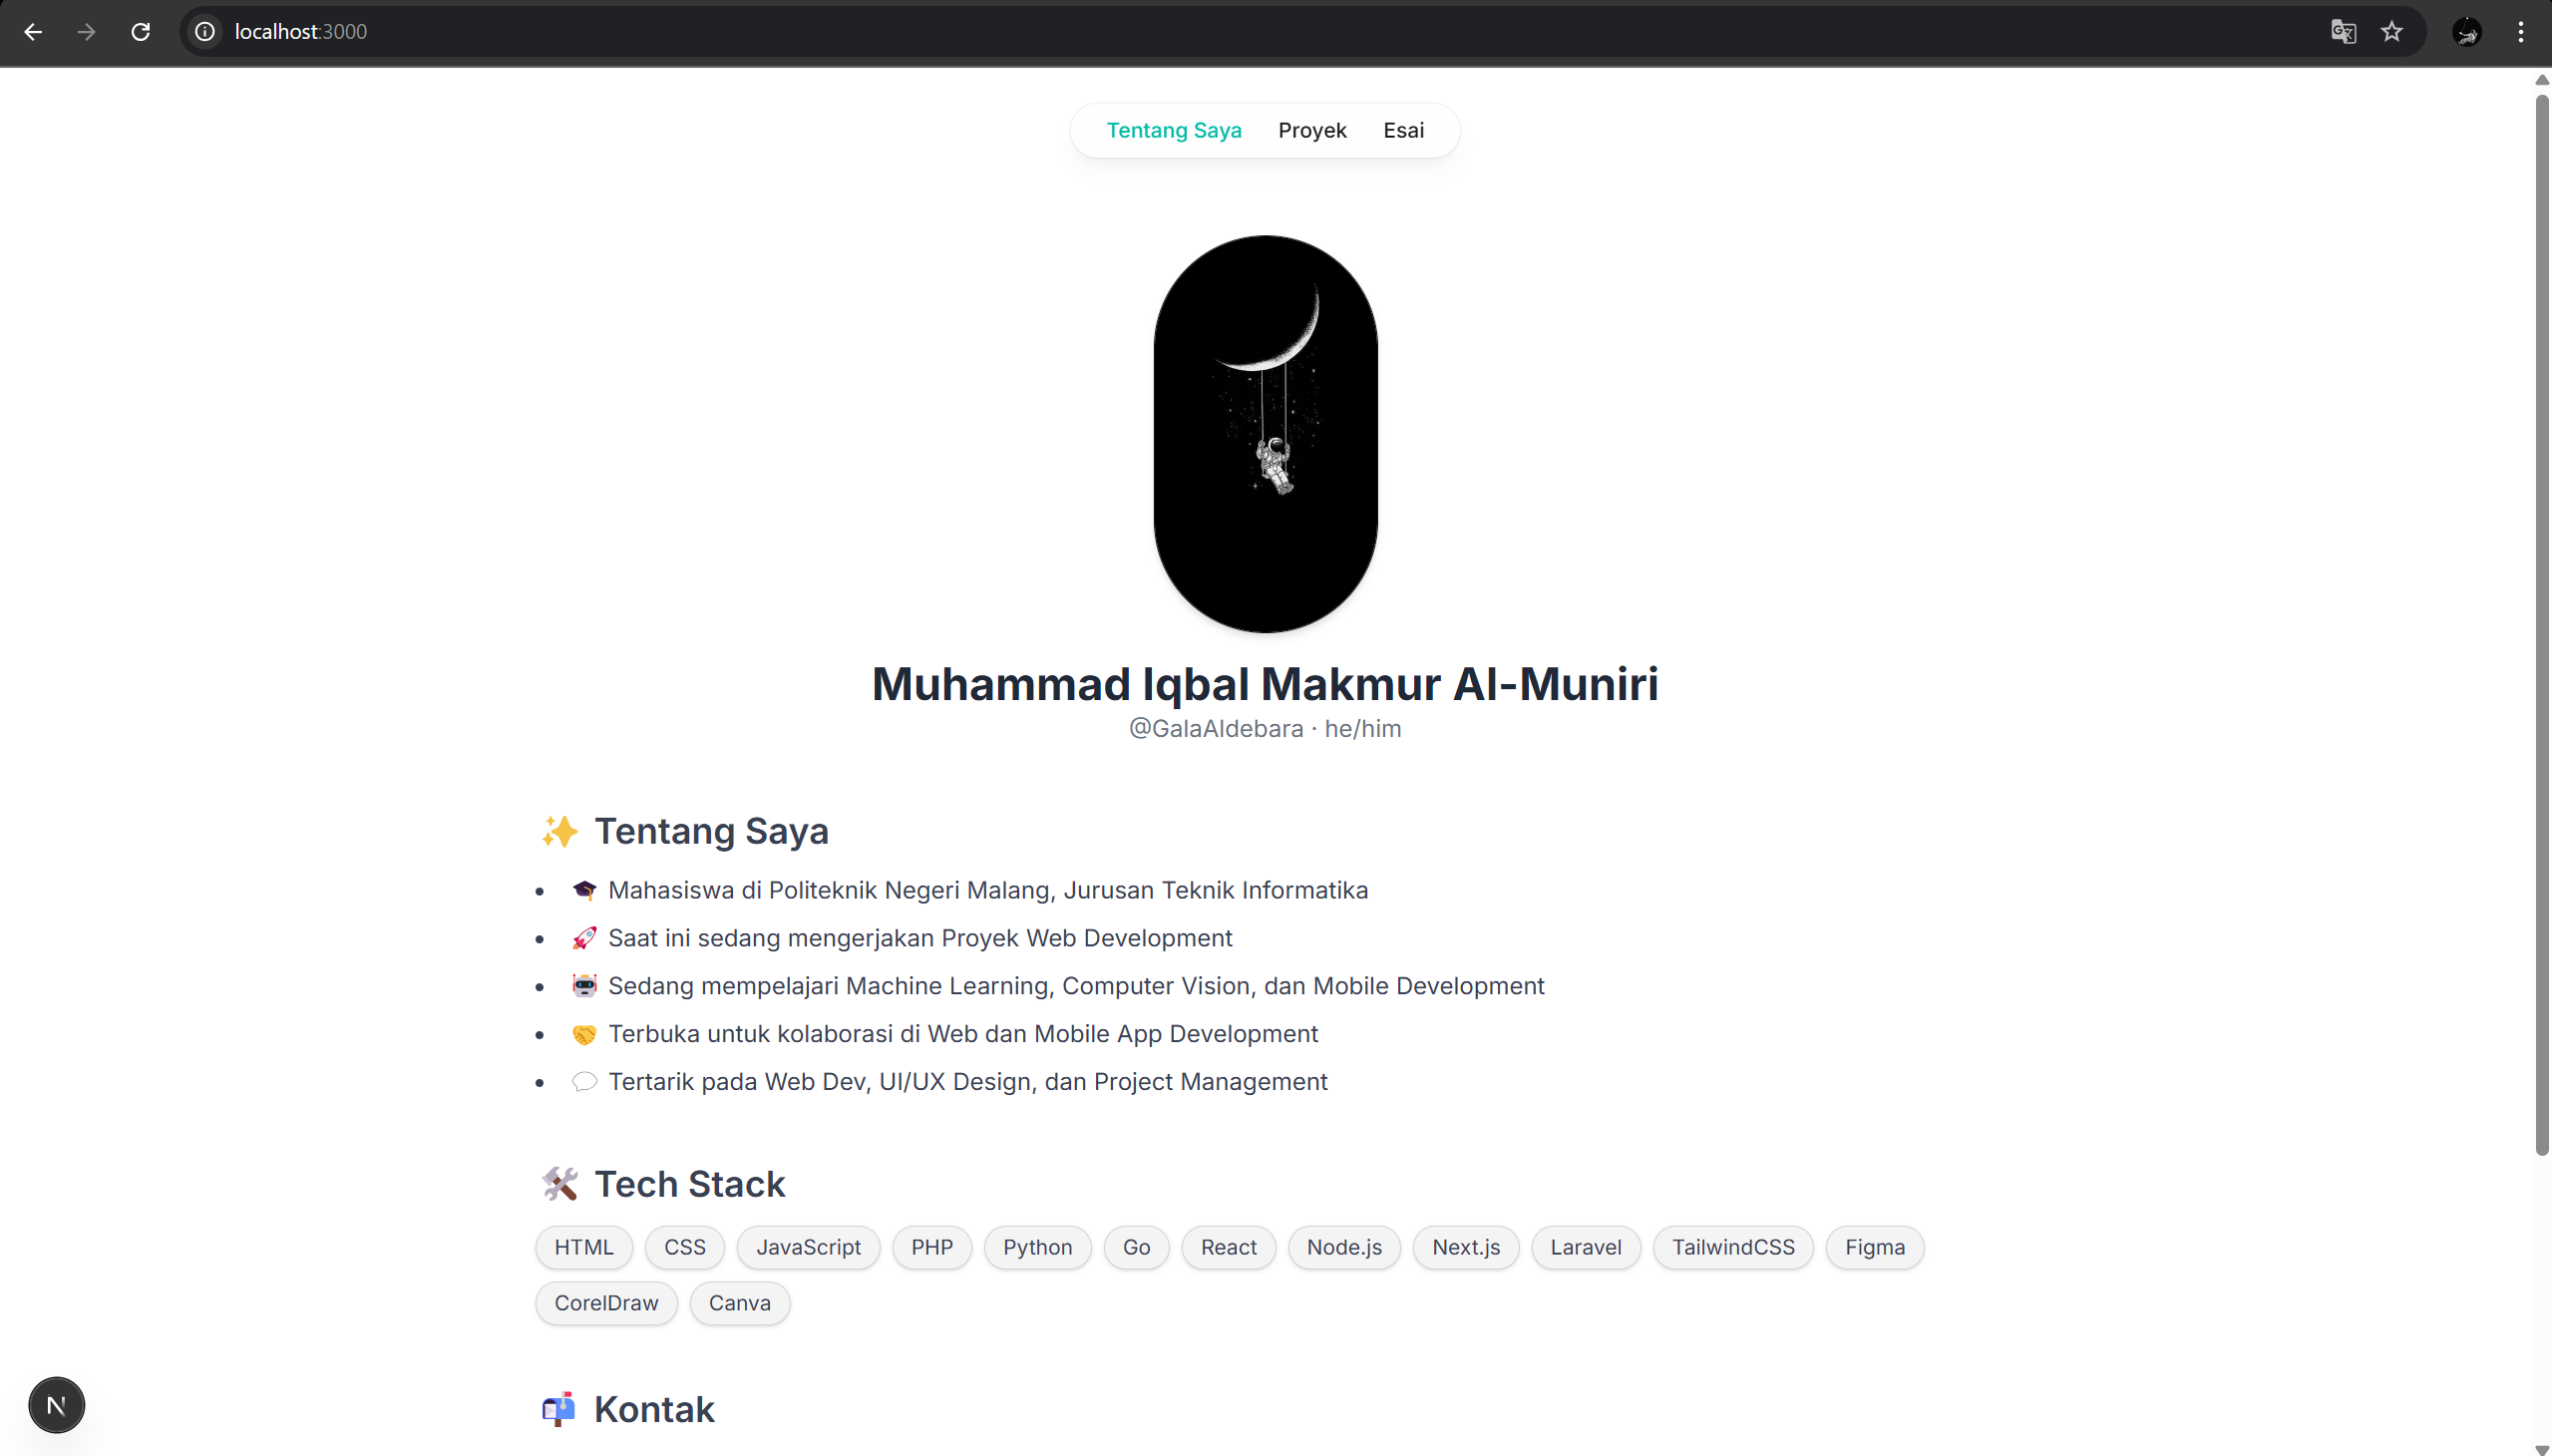 localhost:3000
Tentang Saya Proyek Esai
Muhammad Iqbal Makmur Al-Muniri
@GalaAldebara · he/him
✨ Tentang Saya
• 🎓 Mahasiswa di Politeknik Negeri Malang, Jurusan Teknik Informatika
• 🚀 Saat ini sedang mengerjakan Proyek Web Development
• 🤖 Sedang mempelajari Machine Learning, Computer Vision, dan Mobile Development
• 🤝 Terbuka untuk kolaborasi di Web dan Mobile App Development
• 💬 Tertarik pada Web Dev, UI/UX Design, dan Project Management
🛠️ Tech Stack
HTML CSS JavaScript PHP Python Go React Node.js Next.js Laravel TailwindCSS Figma
CorelDraw Canva
📬 Kontak
N